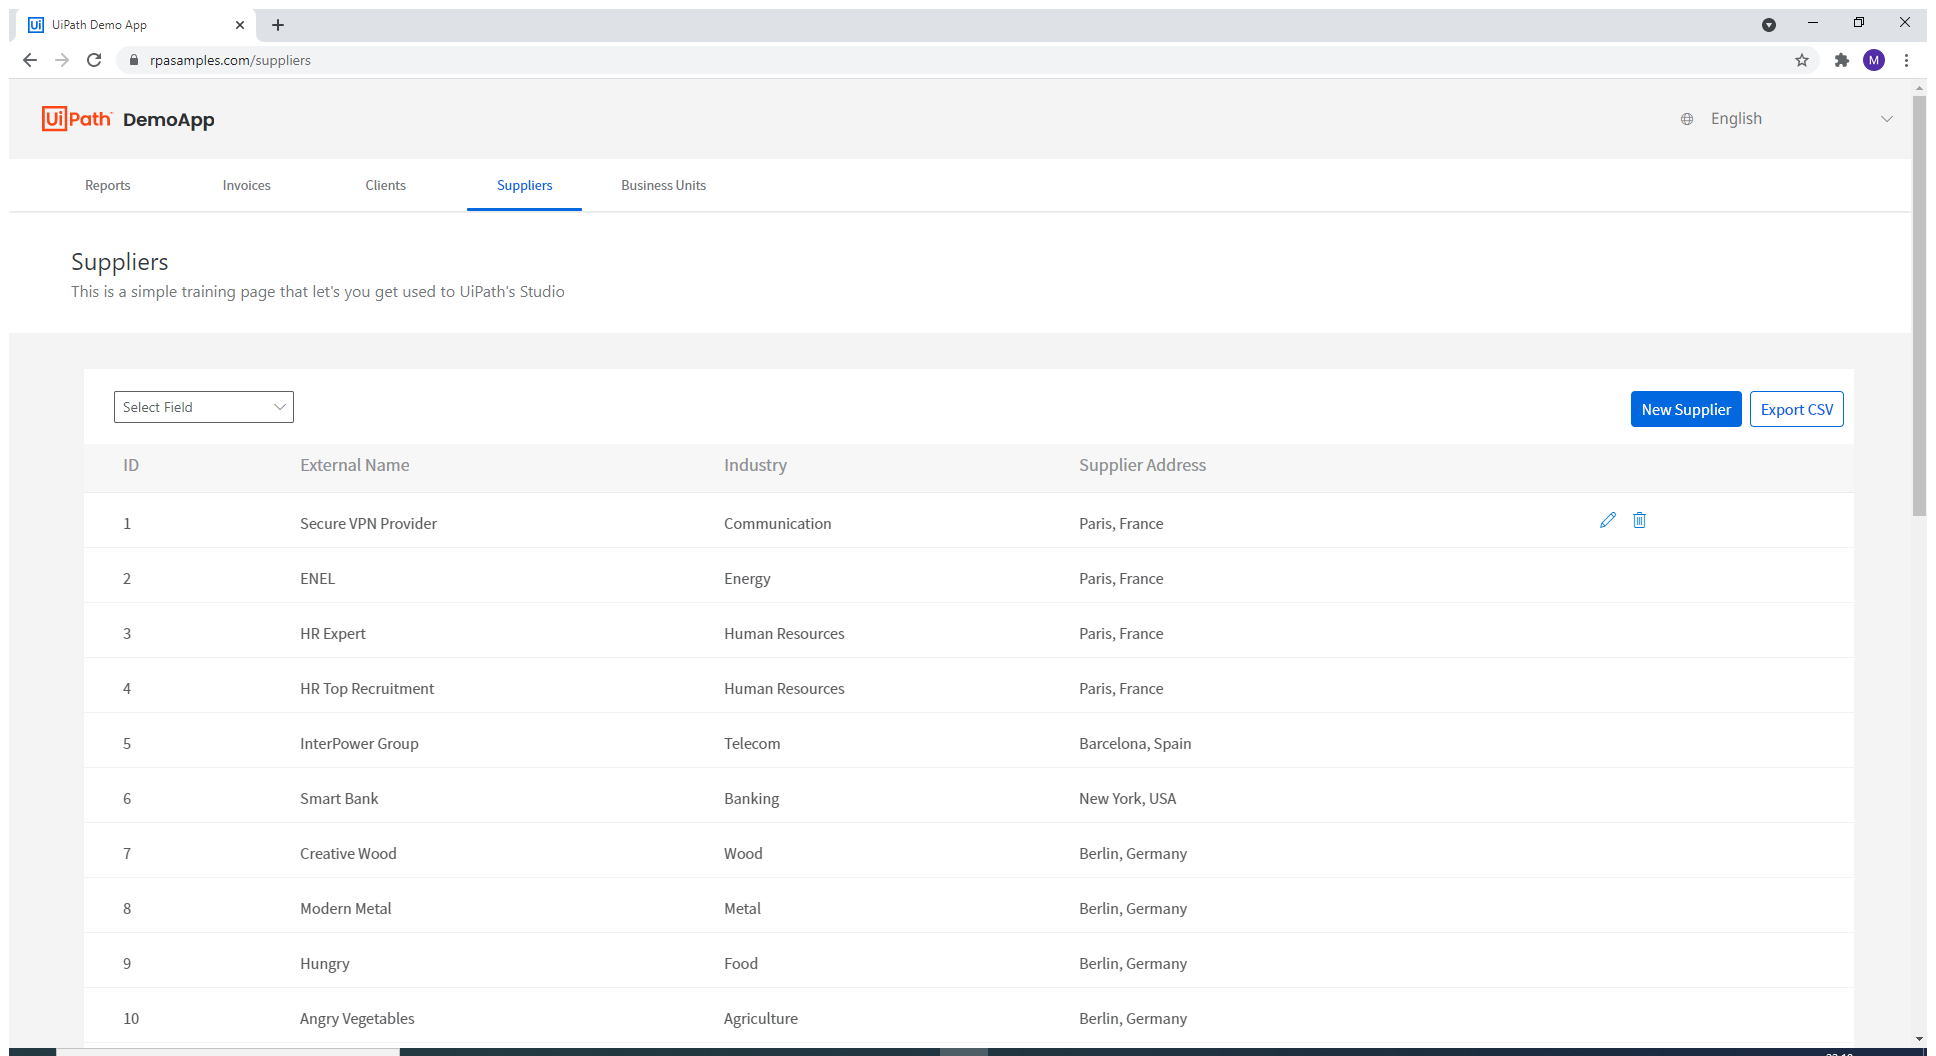 UiPath Demo App
rpasamples.com/suppliers
M
UiPath DemoApp
English
Reports Invoices Clients Suppliers Business Units
Suppliers
This is a simple training page that let's you get used to UiPath's Studio
Select Field New Supplier Export CSV
ID External Name Industry Supplier Address
1 Secure VPN Provider Communication Paris, France
2 ENEL Energy Paris, France
3 HR Expert Human Resources Paris, France
4 HR Top Recruitment Human Resources Paris, France
5 InterPower Group Telecom Barcelona, Spain
6 Smart Bank Banking New York, USA
7 Creative Wood Wood Berlin, Germany
8 Modern Metal Metal Berlin, Germany
9 Hungry Food Berlin, Germany
10 Angry Vegetables Agriculture Berlin, Germany